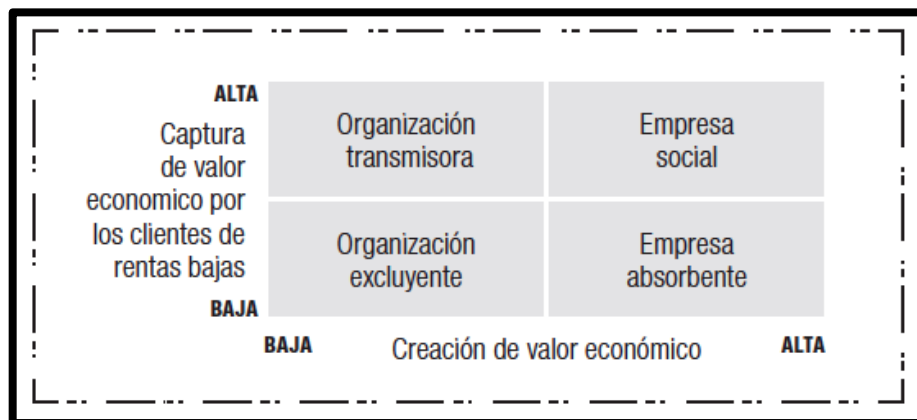 ALTA
Captura
de valor
economico por
los clientes de
rentas bajas
BAJA
Organización
transmisora
Empresa
social
Organización
excluyente
Empresa
absorbente
BAJA
Creación de valor económico
ALTA